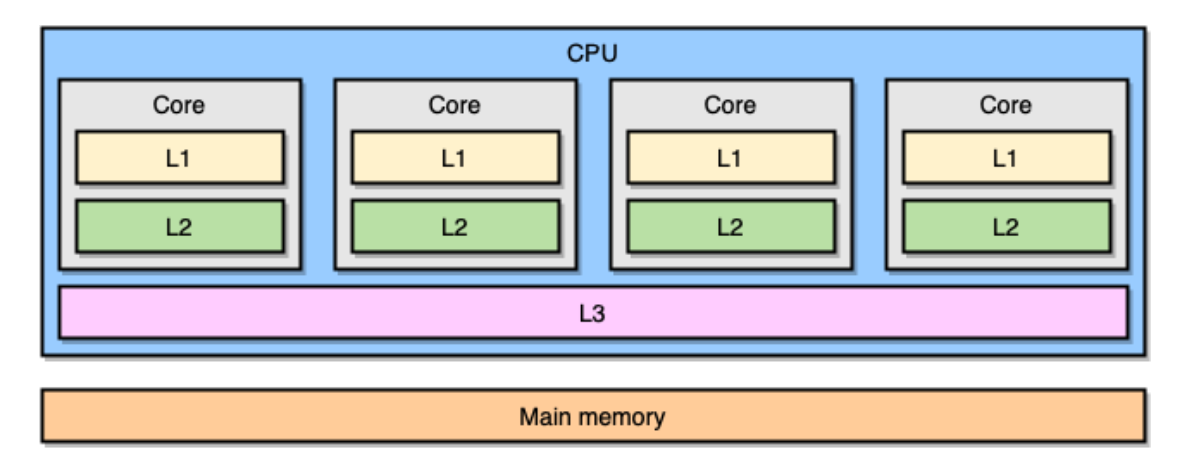 CPU
Core Core Core Core
L1 L1 L1 L1
L2 L2 L2 L2
L3
Main memory